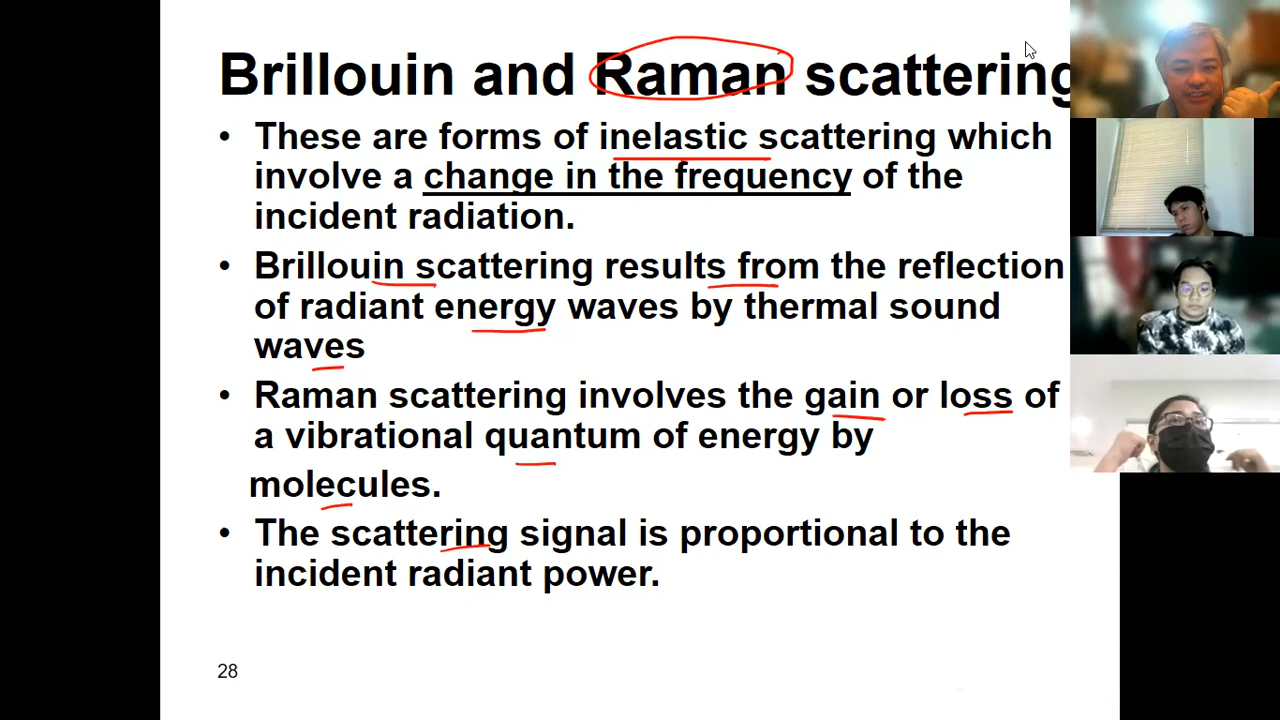 Brillouin and Raman scattering
• These are forms of inelastic scattering which
involve a change in the frequency of the
incident radiation.
• Brillouin scattering results from the reflection
of radiant energy waves by thermal sound
waves
• Raman scattering involves the gain or loss of
a vibrational quantum of energy by
molecules.
• The scattering signal is proportional to the
incident radiant power.
28